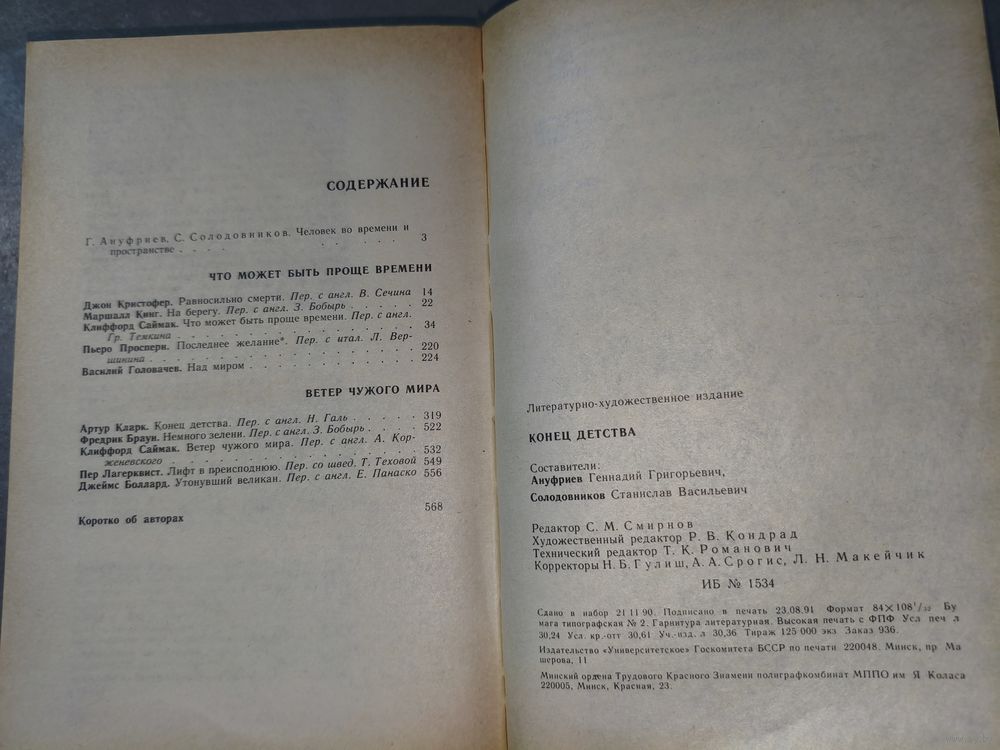 СОДЕРЖАНИЕ
Г. Ануфриев, С. Солодовников. Человек во времени и
пространстве . . . . . . . . 3
ЧТО МОЖЕТ БЫТЬ ПРОЩЕ ВРЕМЕНИ
Джон Кристофер. Равносильно смерти. Пер. с англ. В. Сечина 14
Маршалл Кинг. На берегу. Пер. с англ. З. Бобырь . . . . . 22
Клиффорд Саймак. Что может быть проще времени. Пер. с англ.
Гр. Темкина . . . . . . . . . . . . . . 34
Пьеро Проспери. Последнее желание*. Пер. с итал. Л. Вер-
шинина . . . . . . . . . . . . . . . 220
Василий Головачев. Над миром . . . . . . . . . . 224
ВЕТЕР ЧУЖОГО МИРА
Артур Кларк. Конец детства. Пер. с англ. Н. Галь . . . . . 319
Фредрик Браун. Немного зелени. Пер. с англ. З. Бобырь . . . . 522
Клиффорд Саймак. Ветер чужого мира. Пер. с англ. А. Кор-
женевского . . . . . . . . . . . . . . 532
Пер Лагерквист. Лифт в преисподнюю. Пер. со швед. Т. Теховой 549
Джеймс Боллард. Утонувший великан. Пер. с англ. Е. Панаско 556
Коротко об авторах 568
Литературно-художественное издание
КОНЕЦ ДЕТСТВА
Составители:
Ануфриев Геннадий Григорьевич,
Солодовников Станислав Васильевич
Редактор С. М. Смирнов
Художественный редактор Р. В. Кондрад
Технический редактор Т. К. Романович
Корректоры Н. Б. Гулиш, А. А. Срогис, Л. Н. Макейчик
ИБ № 1534
Сдано в набор 21 11 90. Подписано в печать 23.08.91 Формат 84×108 1/32 Бу
мага типографская № 2. Гарнитура литературная. Высокая печать с ФПФ Усл печ л
30,24 Усл. кр.-отт 30,61 Уч.-изд. л 30,36 Тираж 125 000 экз Заказ 936.
Издательство «Университетское» Госкомитета БССР по печати 220048. Минск, пр Ма
шерова, 11
Минский ордена Трудового Красного Знамени полиграфкомбинат МППО им Я Коласа
220005, Минск, Красная, 23.